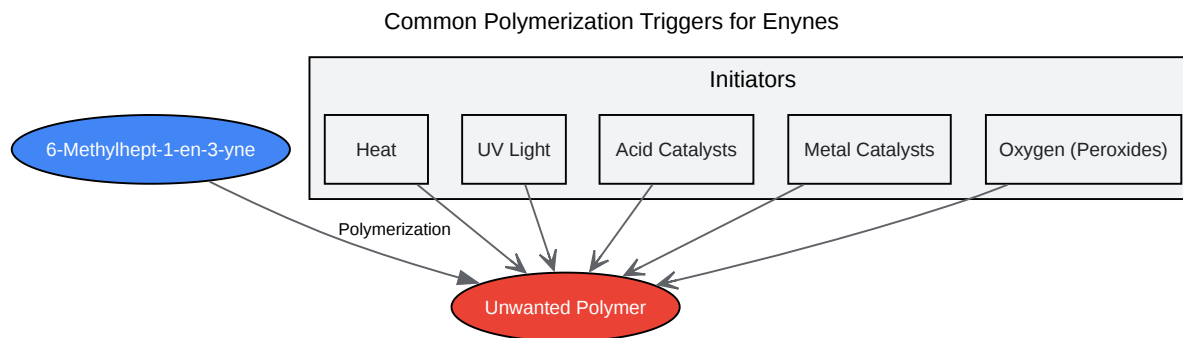 Common Polymerization Triggers for Enynes
Initiators
6-Methylhept-1-en-3-yne
Heat
UV Light
Acid Catalysts
Metal Catalysts
Oxygen (Peroxides)
Polymerization
Unwanted Polymer